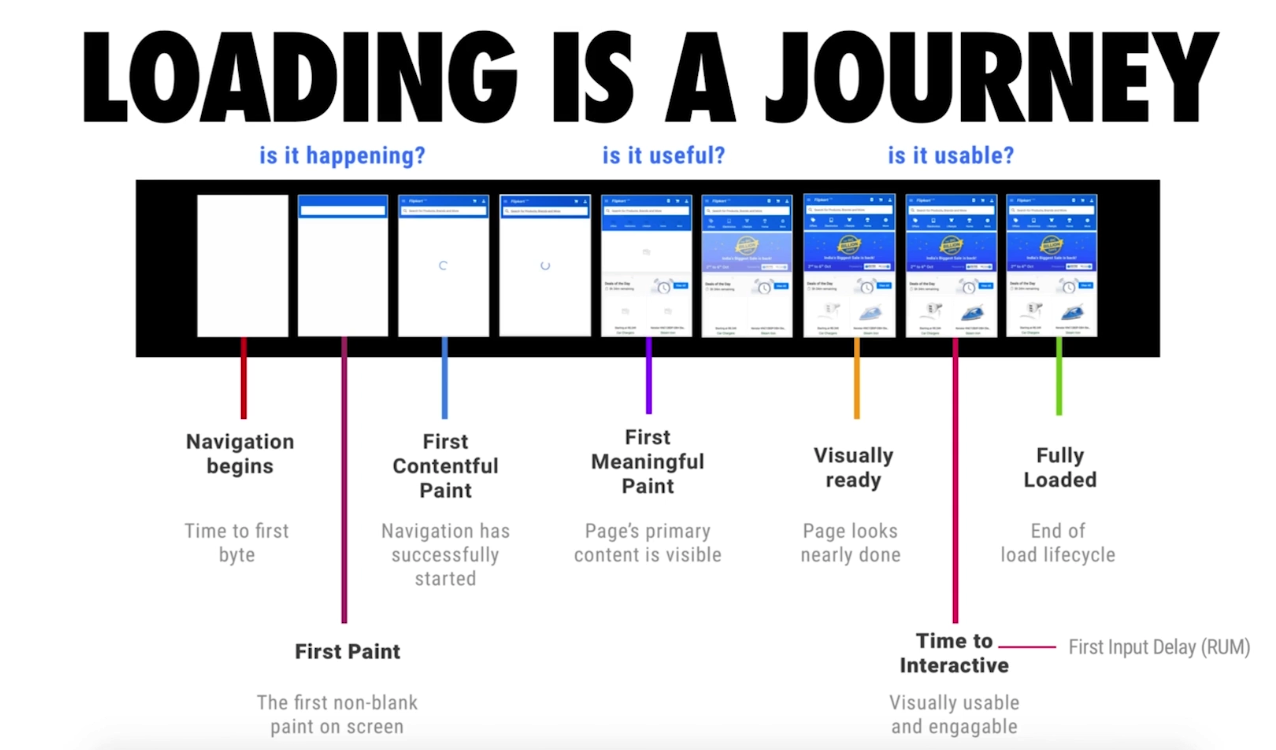 LOADING IS A JOURNEY
is it happening?
is it useful?
is it usable?
Navigation
begins
Time to first
byte
First Paint
The first non-blank
paint on screen
First
Contentful
Paint
Navigation has
successfully
started
First
Meaningful
Paint
Page's primary
content is visible
Visually
ready
Page looks
nearly done
Time to
Interactive
Visually usable
and engagable
First Input Delay (RUM)
Fully
Loaded
End of
load lifecycle